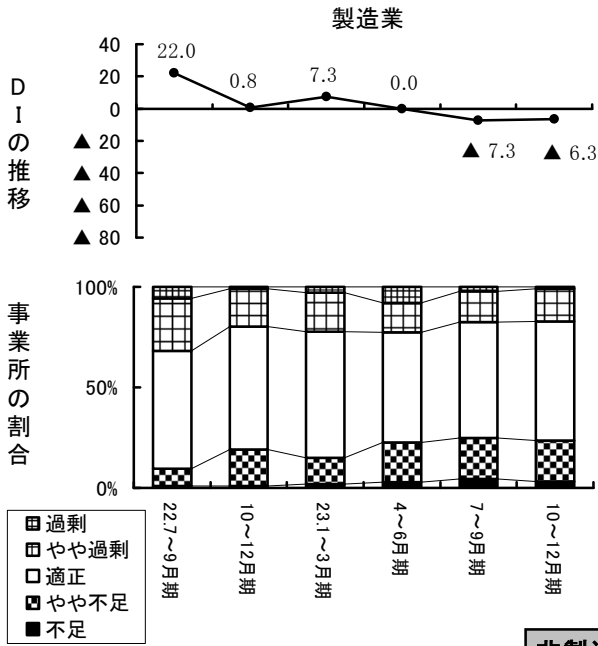 製造業
DIの推移
40
20
0
▲ 20
▲ 40
▲ 60
▲ 80
22.0
0.8
7.3
0.0
▲ 7.3
▲ 6.3
事業所の割合
100%
50%
0%
22.7～9月期
10～12月期
23.1～3月期
4～6月期
7～9月期
10～12月期
過剰
やや過剰
適正
やや不足
不足